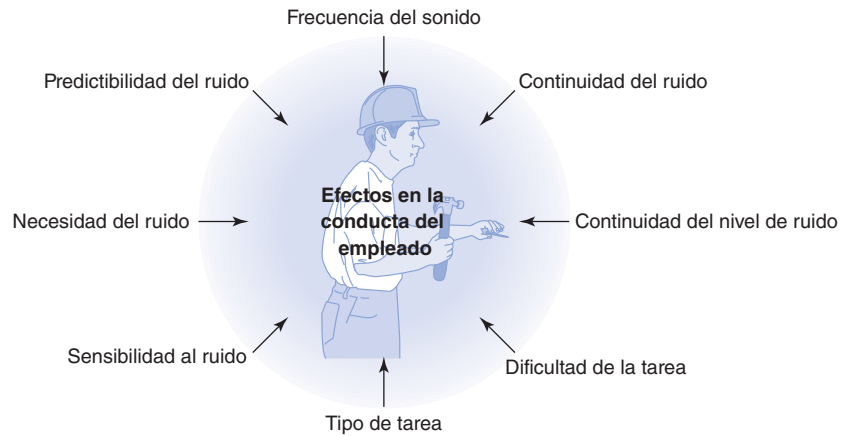 Frecuencia del sonido
Predictibilidad del ruido
Continuidad del ruido
Efectos en la
conducta del
empleado
Necesidad del ruido
Continuidad del nivel de ruido
Sensibilidad al ruido
Dificultad de la tarea
Tipo de tarea